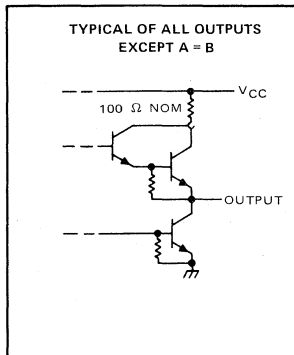 TYPICAL OF ALL OUTPUTS
EXCEPT A = B
VCC
100 Ω NOM
OUTPUT